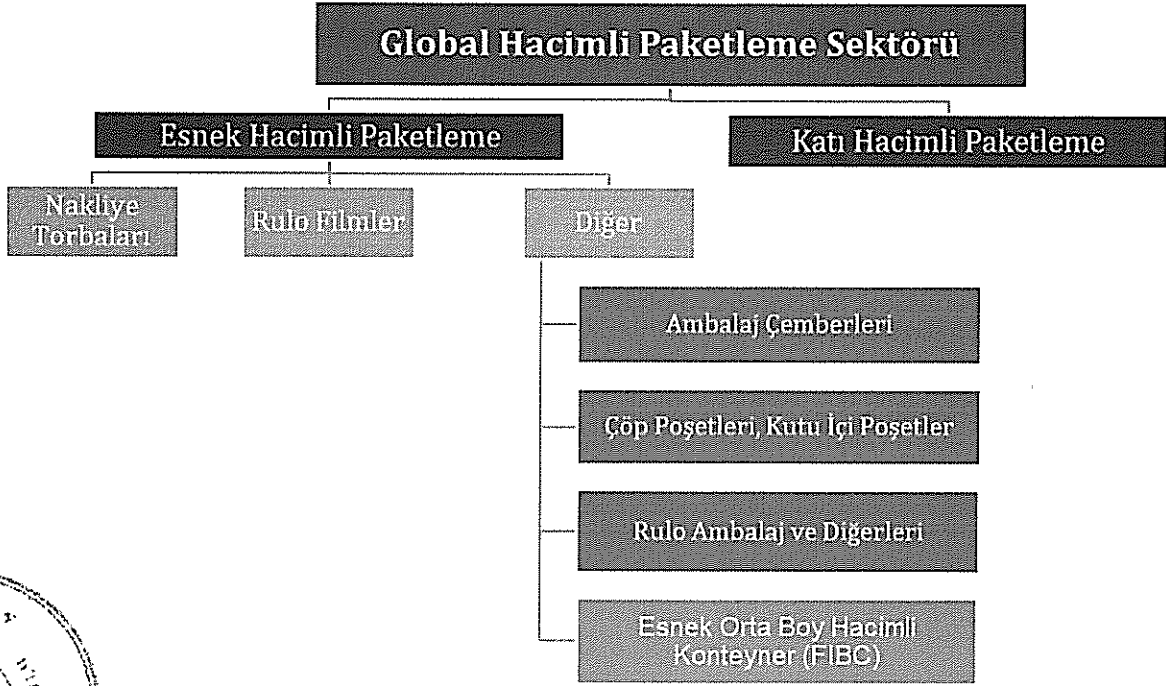 Global Hacimli Paketleme Sektörü
Esnek Hacimli Paketleme
Katı Hacimli Paketleme
Nakliye
Torbaları
Rulo Filmler
Diğer
Ambalaj Çemberleri
Çöp Poşetleri, Kutu İçi Poşetler
Rulo Ambalaj ve Diğerleri
Esnek Orta Boy Hacimli
Konteyner (FIBC)